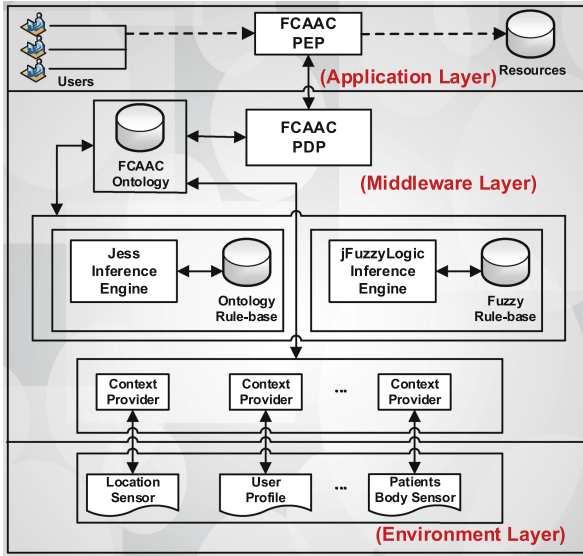 Users
FCAAC
PEP
Resources
(Application Layer)
FCAAC
Ontology
FCAAC
PDP
(Middleware Layer)
Jess
Inference
Engine
Ontology
Rule-base
jFuzzyLogic
Inference
Engine
Fuzzy
Rule-base
Context
Provider
Context
Provider
...
Context
Provider
Location
Sensor
User
Profile
...
Patients
Body Sensor
(Environment Layer)